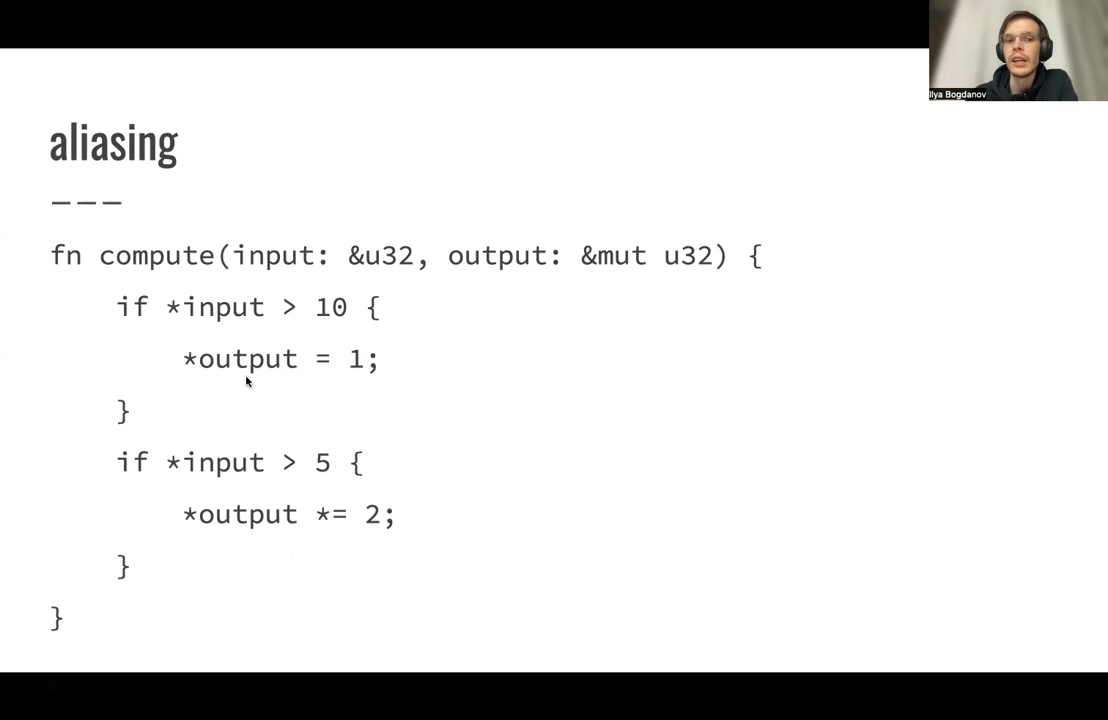 Ilya Bogdanov
aliasing
---
fn compute(input: &u32, output: &mut u32) {
    if *input > 10 {
        *output = 1;
    }
    if *input > 5 {
        *output *= 2;
    }
}